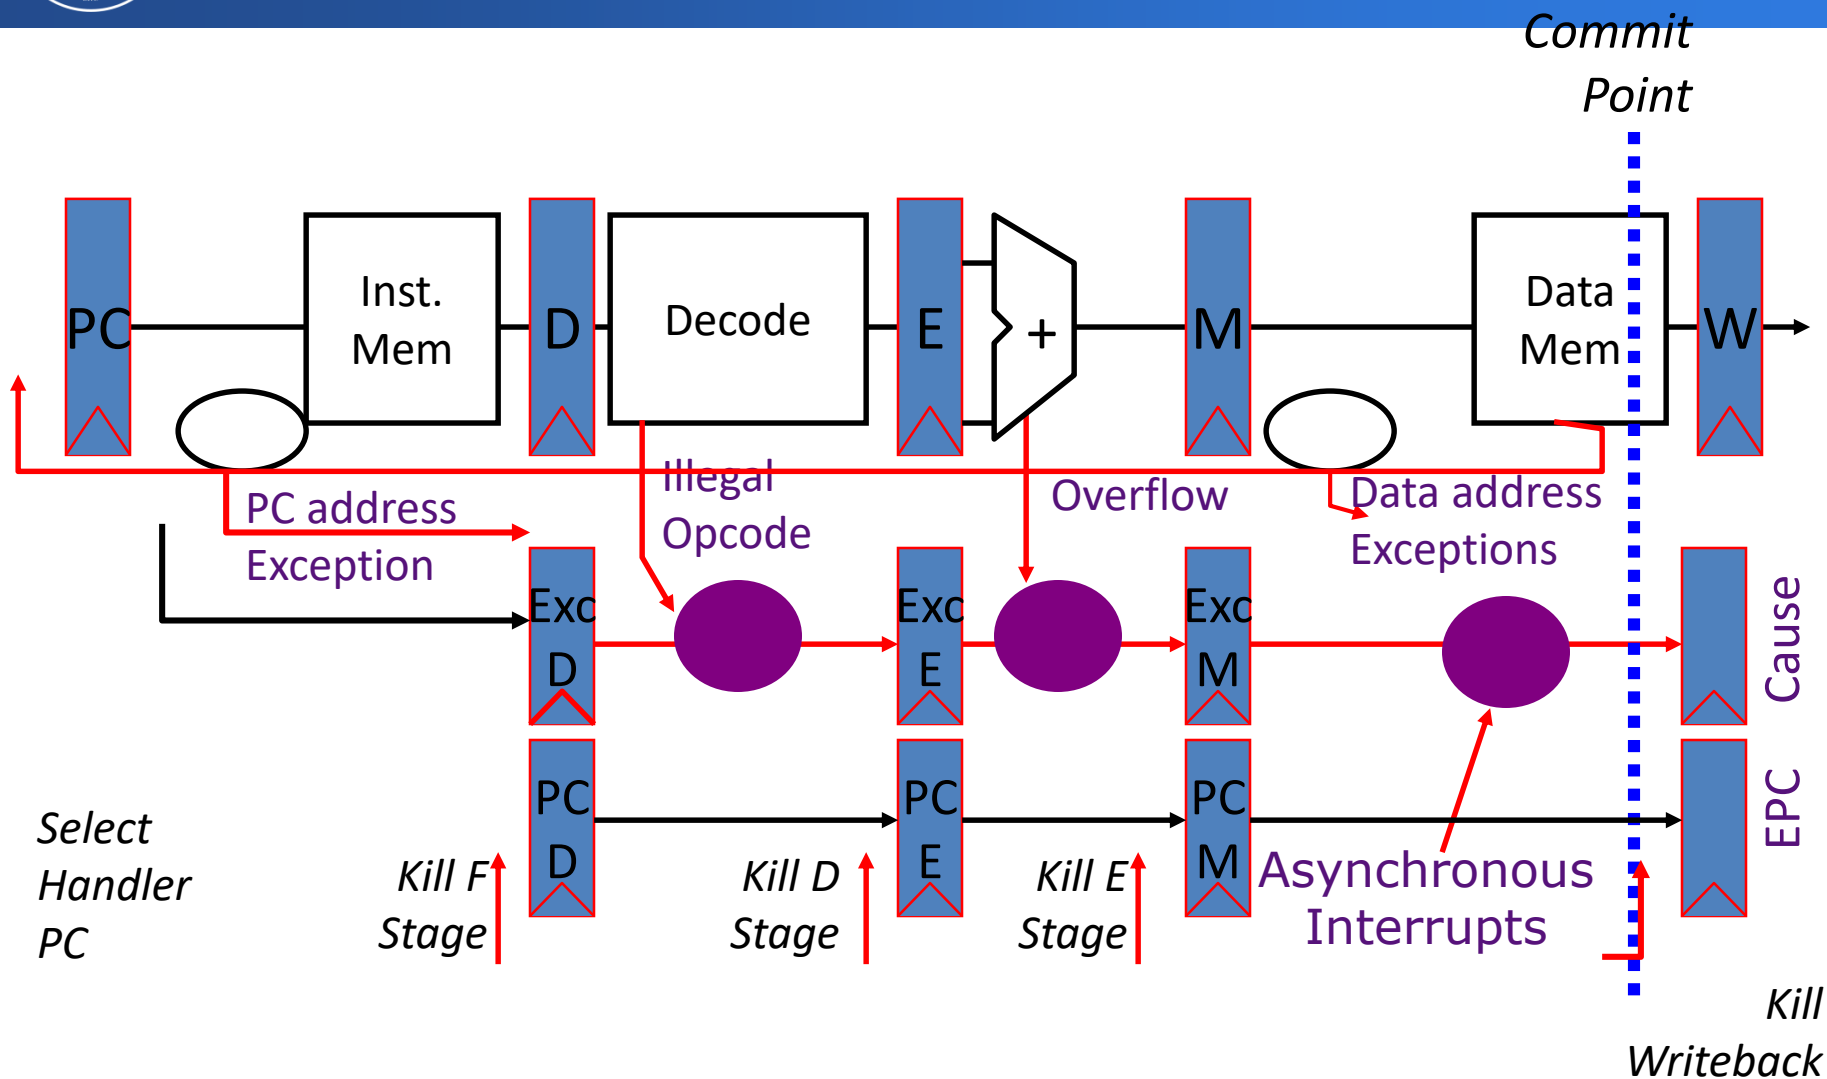 Commit
Point
PC
Inst.
Mem
D
Decode
E
+
M
Data
Mem
W
PC address
Exception
Illegal
Opcode
Overflow
Data address
Exceptions
Exc
D
Exc
E
Exc
M
Cause
PC
D
PC
E
PC
M
EPC
Select
Handler
PC
Kill F
Stage
Kill D
Stage
Kill E
Stage
Asynchronous
Interrupts
Kill
Writeback